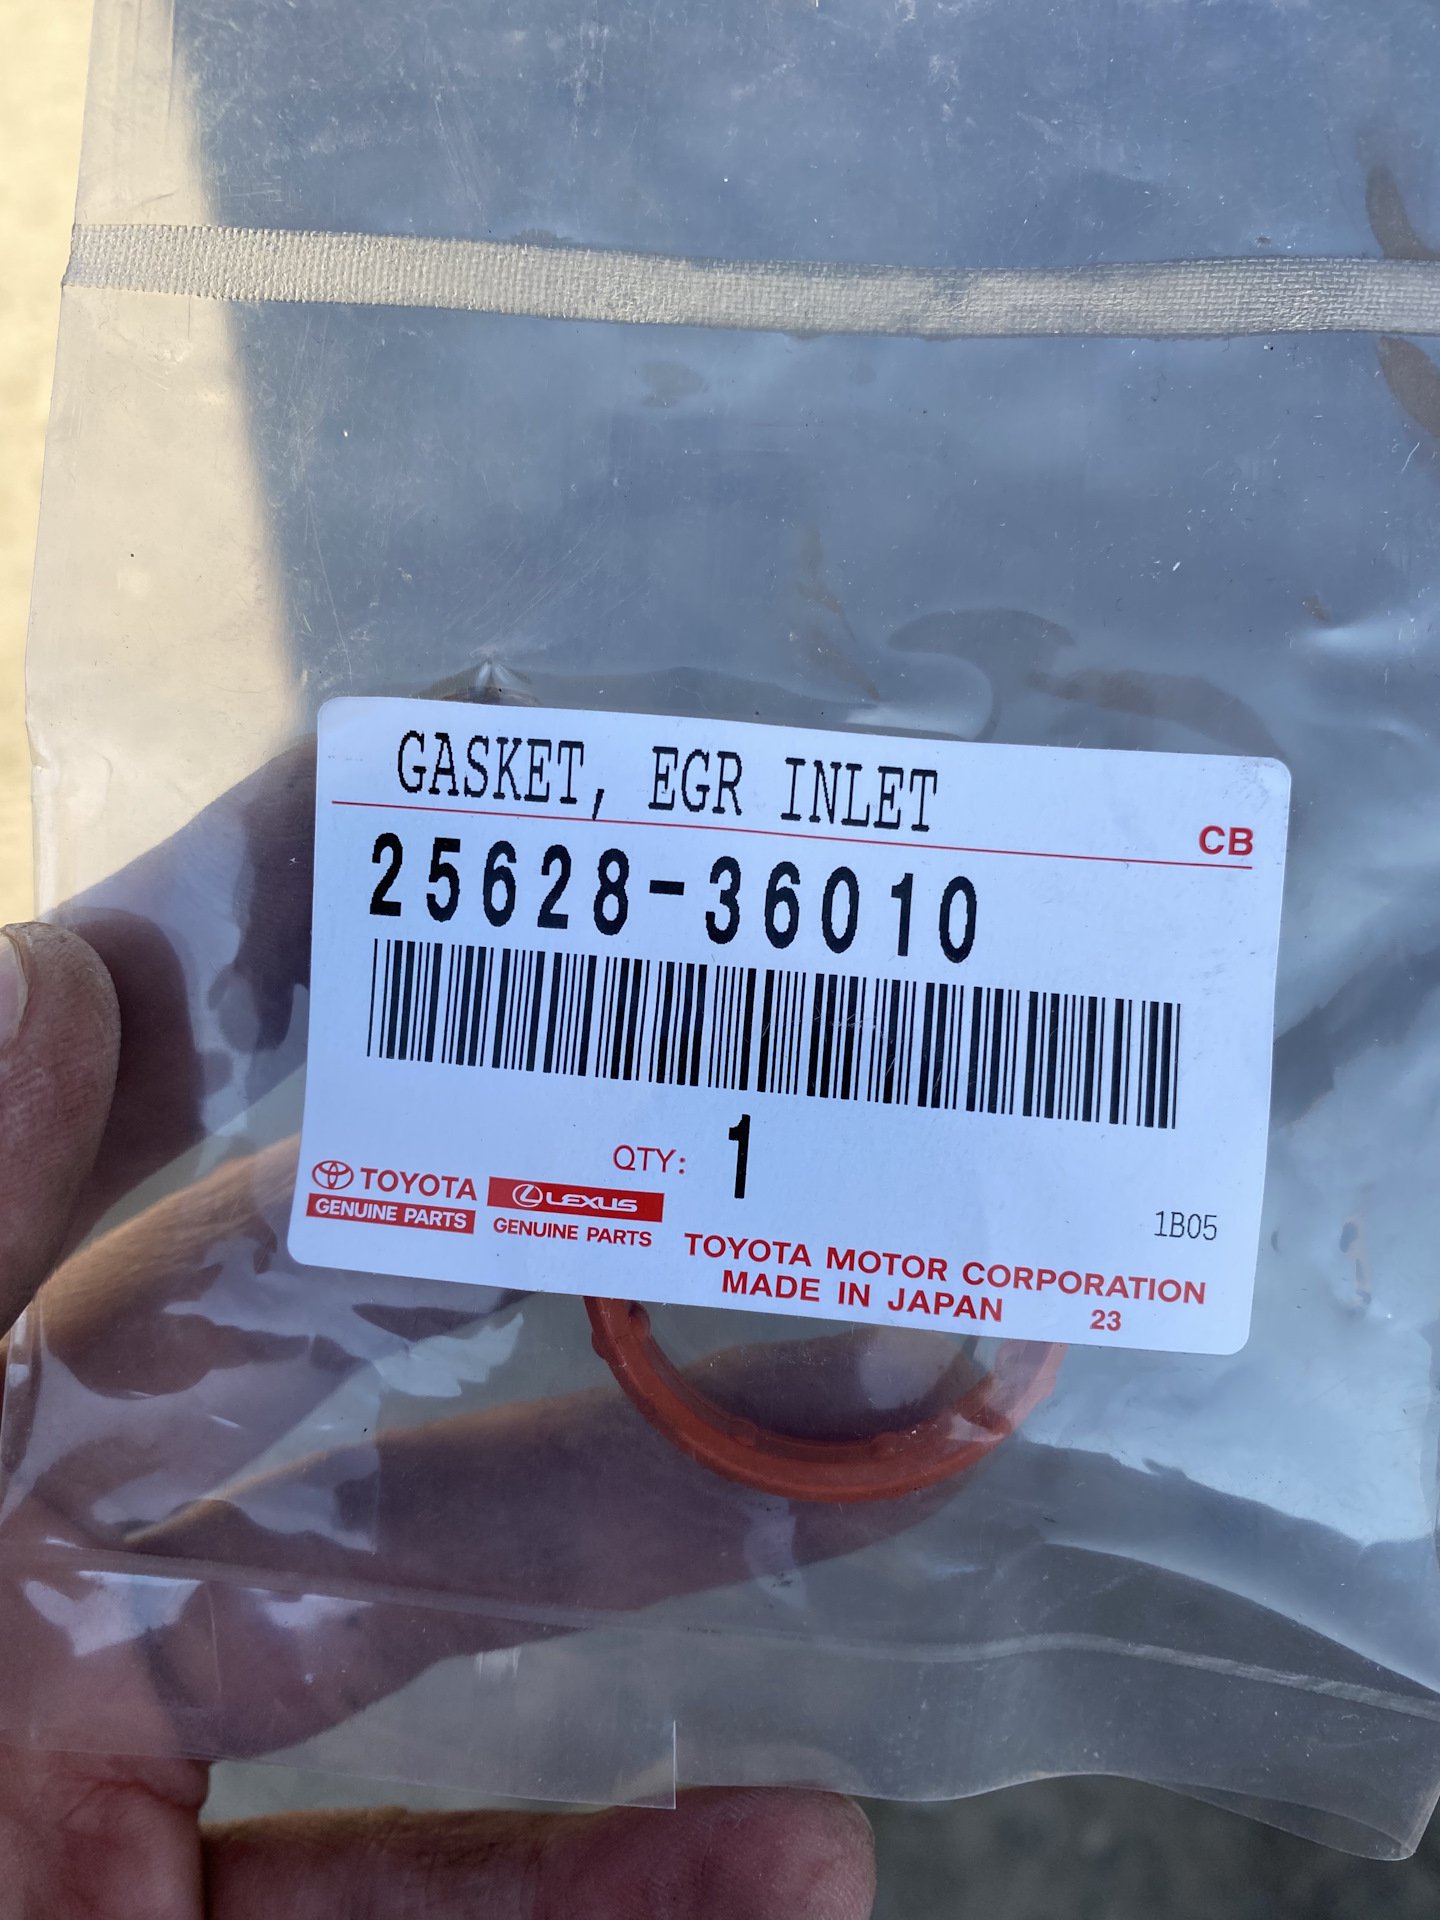 GASKET, EGR INLET
CB
25628-36010
QTY: 1
TOYOTA
GENUINE PARTS
LEXUS
GENUINE PARTS
1B05
TOYOTA MOTOR CORPORATION
MADE IN JAPAN 23